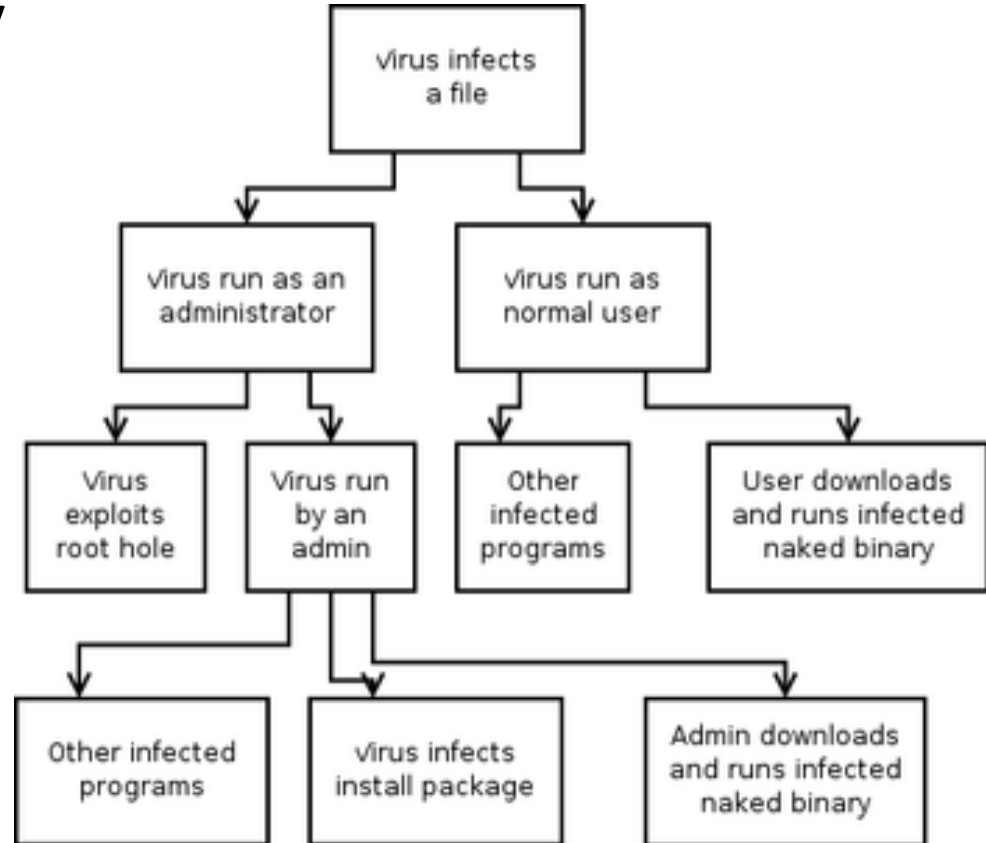 Virus infects
a file
Virus run as an
administrator
Virus run as
normal user
Virus
exploits
root hole
Virus run
by an
admin
Other
infected
programs
User downloads
and runs infected
naked binary
Other infected
programs
Virus infects
install package
Admin downloads
and runs infected
naked binary